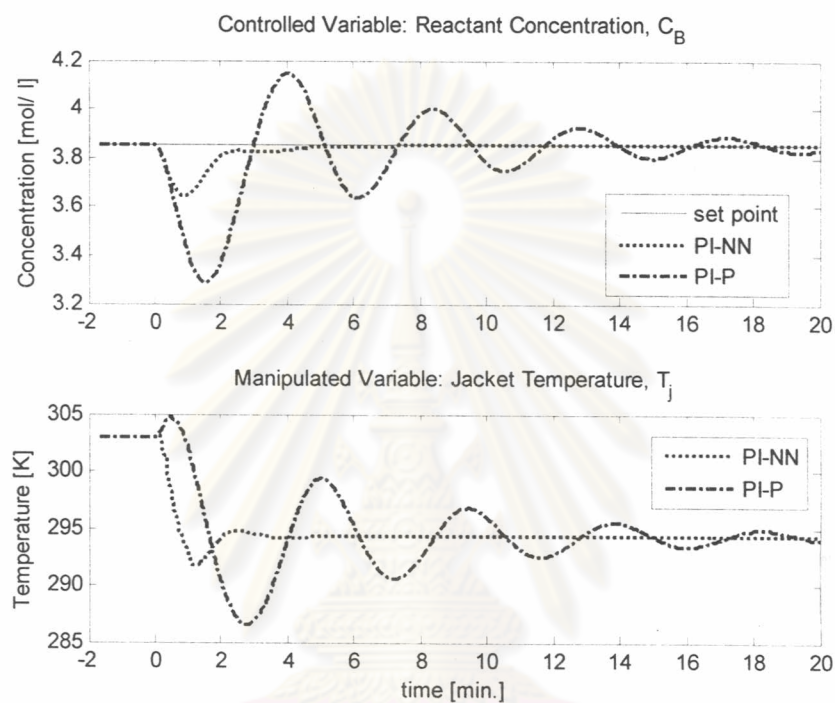 Controlled Variable: Reactant Concentration, C_B
4.2
4
3.8
3.6
3.4
3.2
Concentration [mol/ l]
set point
PI-NN
PI-P
-2 0 2 4 6 8 10 12 14 16 18 20
Manipulated Variable: Jacket Temperature, T_j
305
300
295
290
285
Temperature [K]
PI-NN
PI-P
-2 0 2 4 6 8 10 12 14 16 18 20
time [min.]